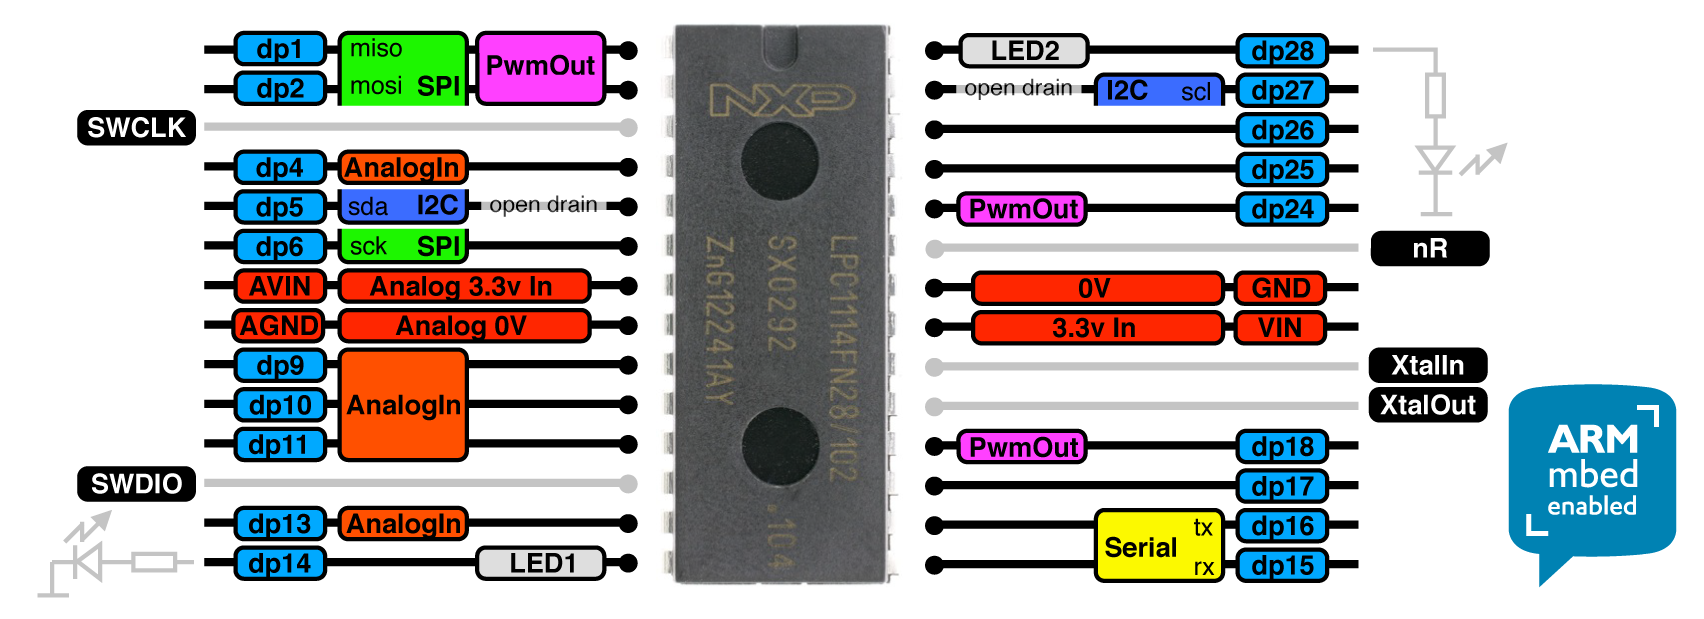 dp1 miso PwmOut
dp2 mosi SPI
SWCLK
dp4 AnalogIn
dp5 sda I2C open drain
dp6 sck SPI
AVIN Analog 3.3v In
AGND Analog 0V
dp9
dp10 AnalogIn
dp11
SWDIO
dp13 AnalogIn
dp14 LED1
NXP
LPC1114FN28/102
SX0292 .104
ZnG12241AY
LED2 dp28
open drain I2C scl dp27
dp26
dp25
PwmOut dp24
nR
0V GND
3.3v In VIN
XtalIn
XtalOut
PwmOut dp18
dp17
Serial tx dp16
rx dp15
ARM
mbed
enabled